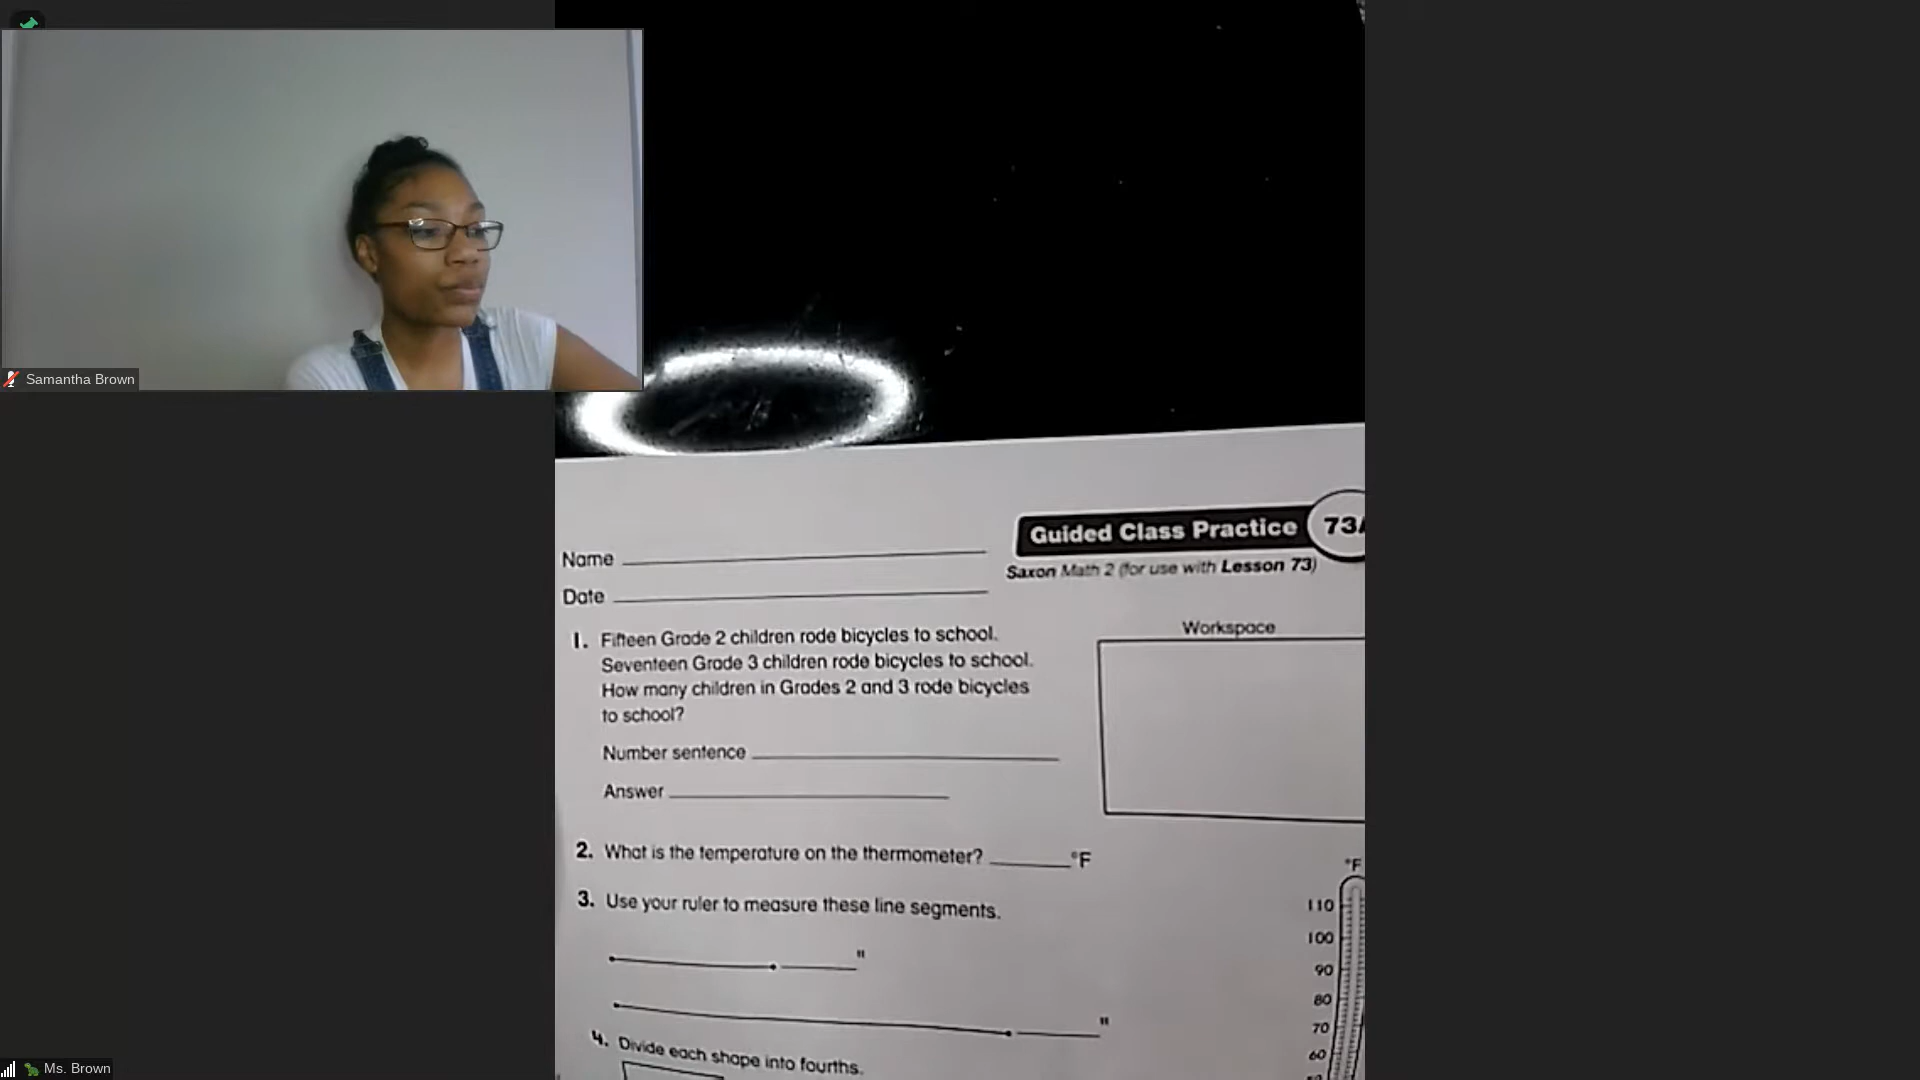 Samantha Brown
Guided Class Practice
Name
Saxon Math 2 (for use with Lesson 73)
Date
Workspace
1. Fifteen Grade 2 children rode bicycles to school.
Seventeen Grade 3 children rode bicycles to school.
How many children in Grades 2 and 3 rode bicycles
to school?
Number sentence
Answer
2. What is the temperature on the thermometer? °F
°F
3. Use your ruler to measure these line segments.
"
"
110
100
90
80
70
60
4. Divide each shape into fourths.
Ms. Brown